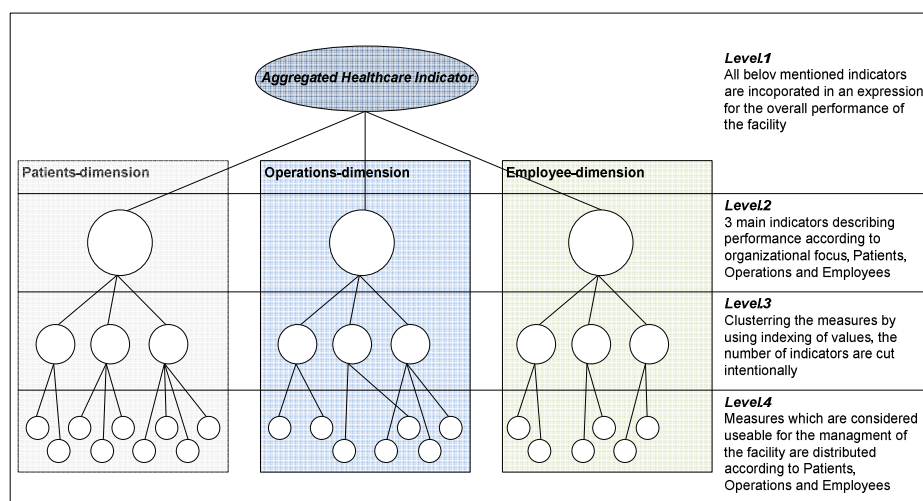 Aggregated Healthcare Indicator
Level.1
All belov mentioned indicators
are incoporated in an expression
for the overall performance of
the facility
Patients-dimension
Operations-dimension
Employee-dimension
Level.2
3 main indicators describing
performance according to
organizational focus, Patients,
Operations and Employees
Level.3
Clusterring the measures by
using indexing of values, the
number of indicators are cut
intentionally
Level.4
Measures which are considered
useable for the managment of
the facility are distributed
according to Patients,
Operations and Employees